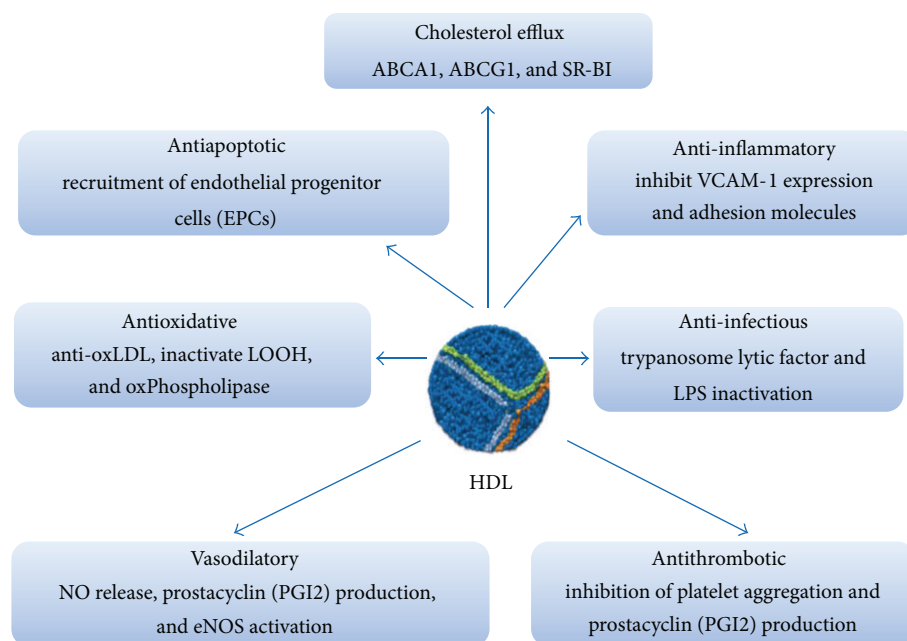 Cholesterol efflux
ABCA1, ABCG1, and SR-BI
Antiapoptotic
recruitment of endothelial progenitor
cells (EPCs)
Anti-inflammatory
inhibit VCAM-1 expression
and adhesion molecules
Antioxidative
anti-oxLDL, inactivate LOOH,
and oxPhospholipase
Anti-infectious
trypanosome lytic factor and
LPS inactivation
HDL
Vasodilatory
NO release, prostacyclin (PGI2) production,
and eNOS activation
Antithrombotic
inhibition of platelet aggregation and
prostacyclin (PGI2) production